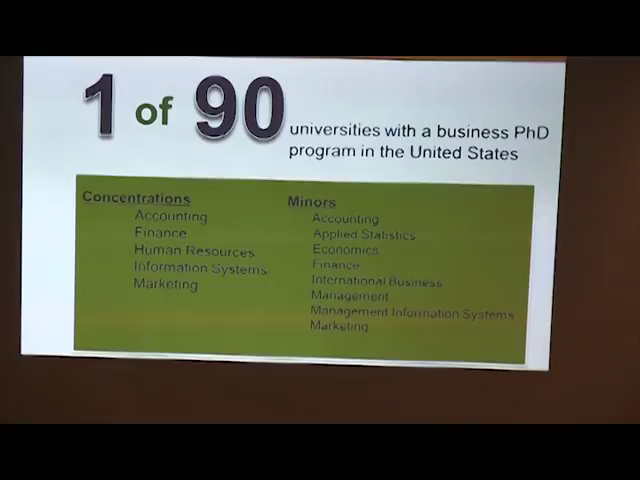 1 of 90 universities with a business PhD
program in the United States
Concentrations
Accounting
Finance
Human Resources
Information Systems
Marketing
Minors
Accounting
Applied Statistics
Economics
Finance
International Business
Management
Management Information Systems
Marketing